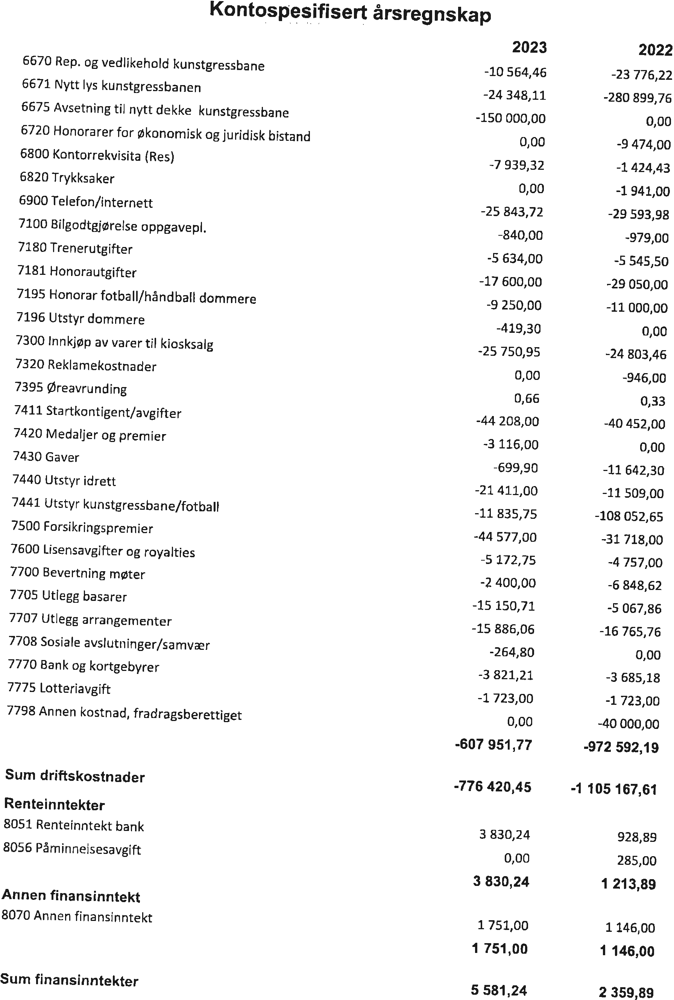 Kontospesifisert årsregnskap
2023 2022
6670 Rep. og vedlikehold kunstgressbane -10 564,46 -23 776,22
6671 Nytt lys kunstgressbanen -24 348,11 -280 899,76
6675 Avsetning til nytt dekke kunstgressbane -150 000,00 0,00
6720 Honorarer for økonomisk og juridisk bistand 0,00 -9 474,00
6800 Kontorrekvisita (Res) -7 939,32 -1 424,43
6820 Trykksaker 0,00 -1 941,00
6900 Telefon/internett -25 843,72 -29 593,98
7100 Bilgodtgjørelse oppgavepl. -840,00 -979,00
7180 Trenerutgifter -5 634,00 -5 545,50
7181 Honorautgifter -17 600,00 -29 050,00
7195 Honorar fotball/håndball dommere -9 250,00 -11 000,00
7196 Utstyr dommere -419,30 0,00
7300 Innkjøp av varer til kiosksalg -25 750,95 -24 803,46
7320 Reklamekostnader 0,00 -946,00
7395 Øreavrunding 0,66 0,33
7411 Startkontigent/avgifter -44 208,00 -40 452,00
7420 Medaljer og premier -3 116,00 0,00
7430 Gaver -699,90 -11 642,30
7440 Utstyr idrett -21 411,00 -11 509,00
7441 Utstyr kunstgressbane/fotball -11 835,75 -108 052,65
7500 Forsikringspremier -44 577,00 -31 718,00
7600 Lisensavgifter og royalties -5 172,75 -4 757,00
7700 Bevertning møter -2 400,00 -6 848,62
7705 Utlegg basarer -15 150,71 -5 067,86
7707 Utlegg arrangementer -15 886,06 -16 765,76
7708 Sosiale avslutninger/samvær -264,80 0,00
7770 Bank og kortgebyrer -3 821,21 -3 685,18
7775 Lotteriavgift -1 723,00 -1 723,00
7798 Annen kostnad, fradragsberettiget 0,00 -40 000,00
-607 951,77 -972 592,19
Sum driftskostnader -776 420,45 -1 105 167,61
Renteinntekter
8051 Renteinntekt bank 3 830,24 928,89
8056 Påminnelsesavgift 0,00 285,00
3 830,24 1 213,89
Annen finansinntekt
8070 Annen finansinntekt 1 751,00 1 146,00
1 751,00 1 146,00
Sum finansinntekter 5 581,24 2 359,89